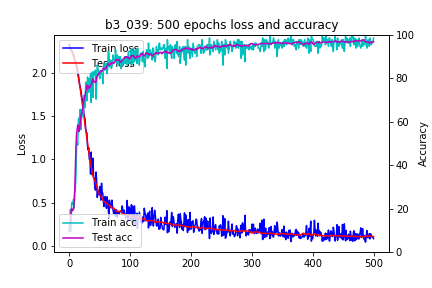 b3_039: 500 epochs loss and accuracy
Train loss
Test loss
Train acc
Test acc
Loss
2.0
1.5
1.0
0.5
0.0
0
100
200
300
400
500
100
80
60
40
20
0
Accuracy